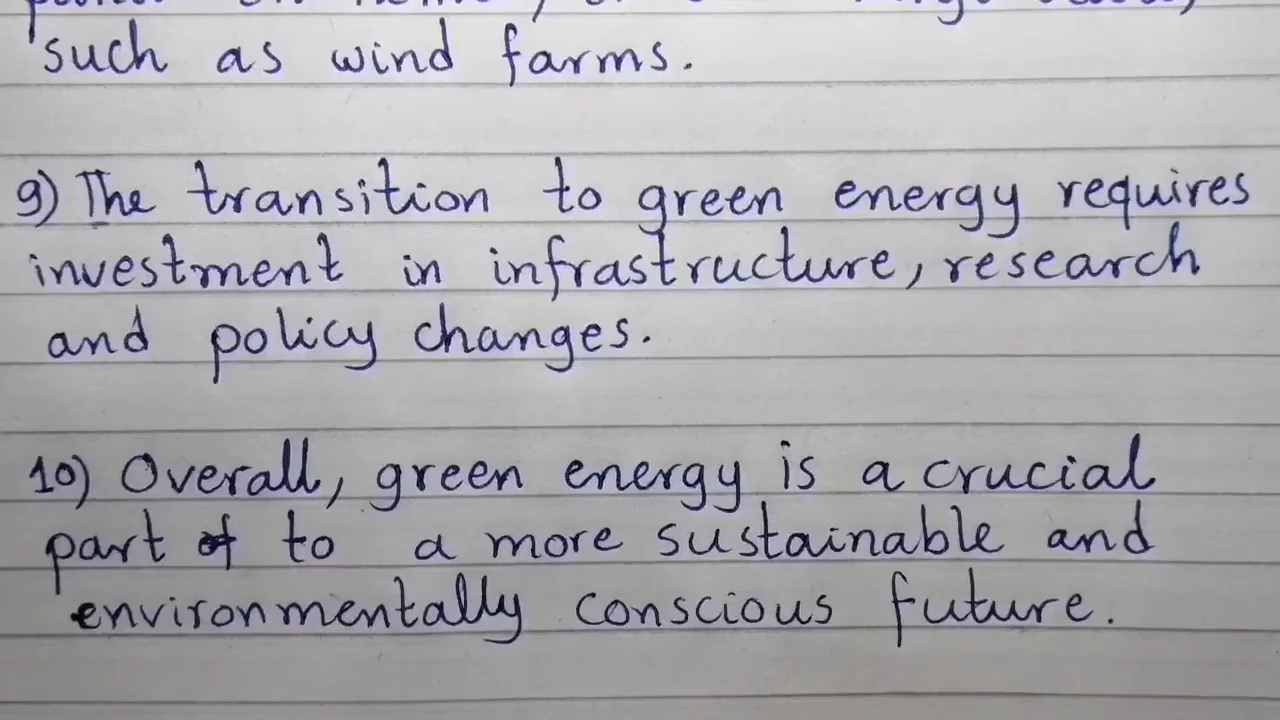 such as wind farms.
9) The transition to green energy requires
investment in infrastructure, research
and policy changes.
10) Overall, green energy is a crucial
part of to a more sustainable and
environmentally conscious future.